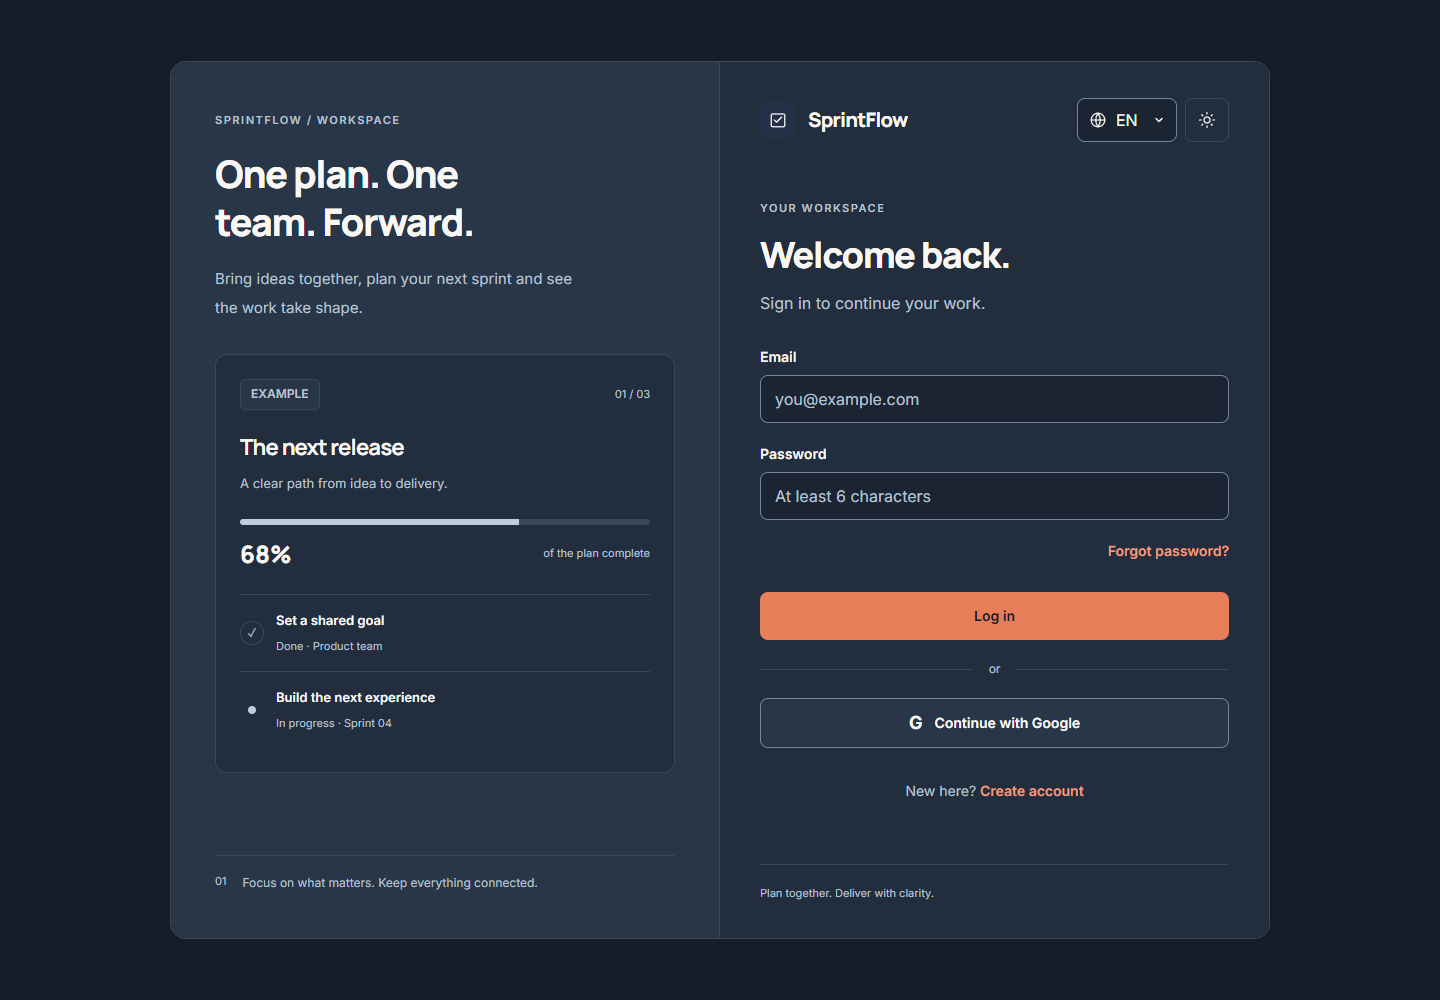 SPRINTFLOW / WORKSPACE
One plan. One
team. Forward.
Bring ideas together, plan your next sprint and see
the work take shape.
EXAMPLE
01 / 03
The next release
A clear path from idea to delivery.
68%
of the plan complete
Set a shared goal
Done · Product team
Build the next experience
In progress · Sprint 04
01 Focus on what matters. Keep everything connected.
SprintFlow
EN
YOUR WORKSPACE
Welcome back.
Sign in to continue your work.
Email
you@example.com
Password
At least 6 characters
Forgot password?
Log in
or
G Continue with Google
New here? Create account
Plan together. Deliver with clarity.